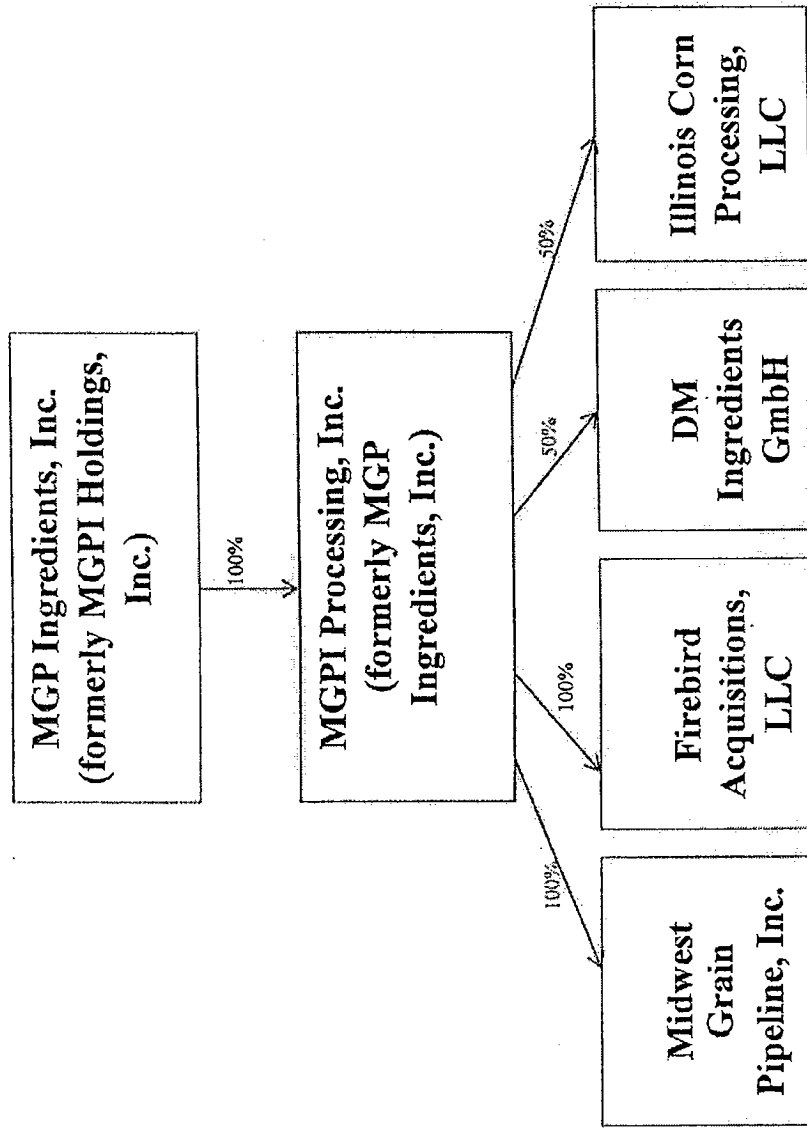 MGP Ingredients, Inc.
(formerly MGPI Holdings,
Inc.)
100%
MGPI Processing, Inc.
(formerly MGP
Ingredients, Inc.)
100%
100%
50%
50%
Midwest
Grain
Pipeline, Inc.
Firebird
Acquisitions,
LLC
DM
Ingredients
GmbH
Illinois Corn
Processing,
LLC